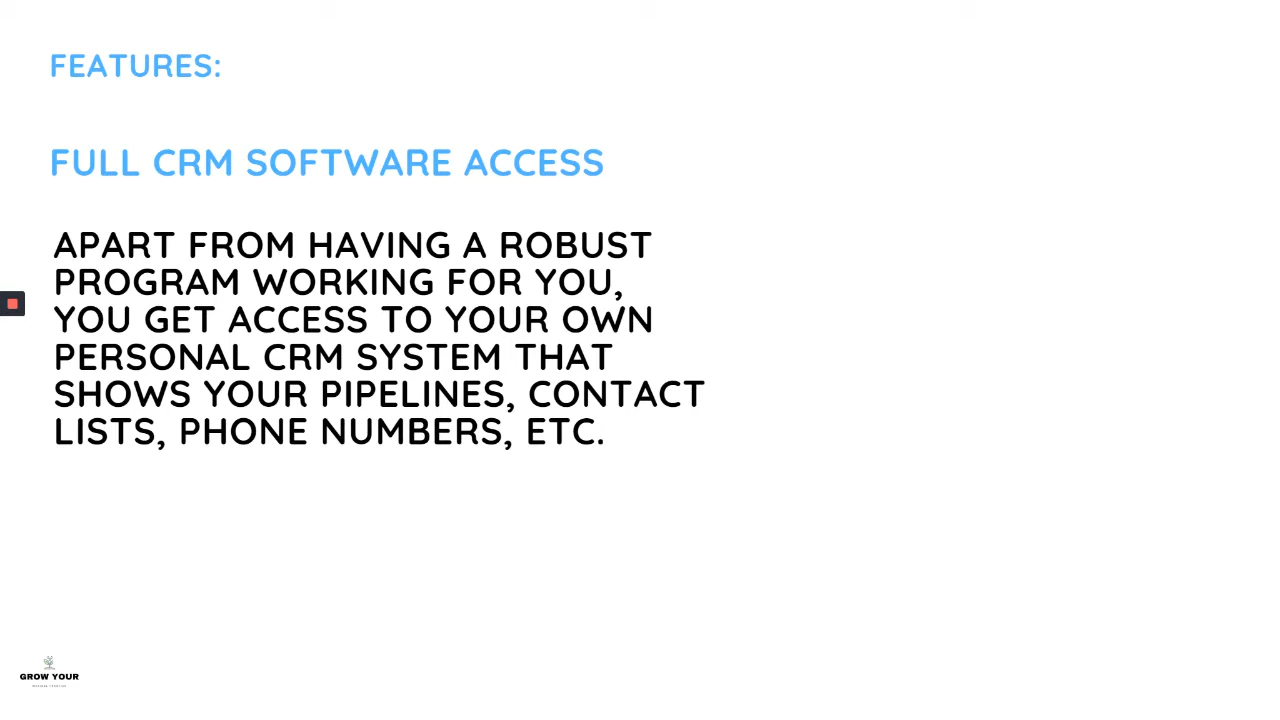 FEATURES:
FULL CRM SOFTWARE ACCESS
APART FROM HAVING A ROBUST
PROGRAM WORKING FOR YOU,
YOU GET ACCESS TO YOUR OWN
PERSONAL CRM SYSTEM THAT
SHOWS YOUR PIPELINES, CONTACT
LISTS, PHONE NUMBERS, ETC.
GROW YOUR